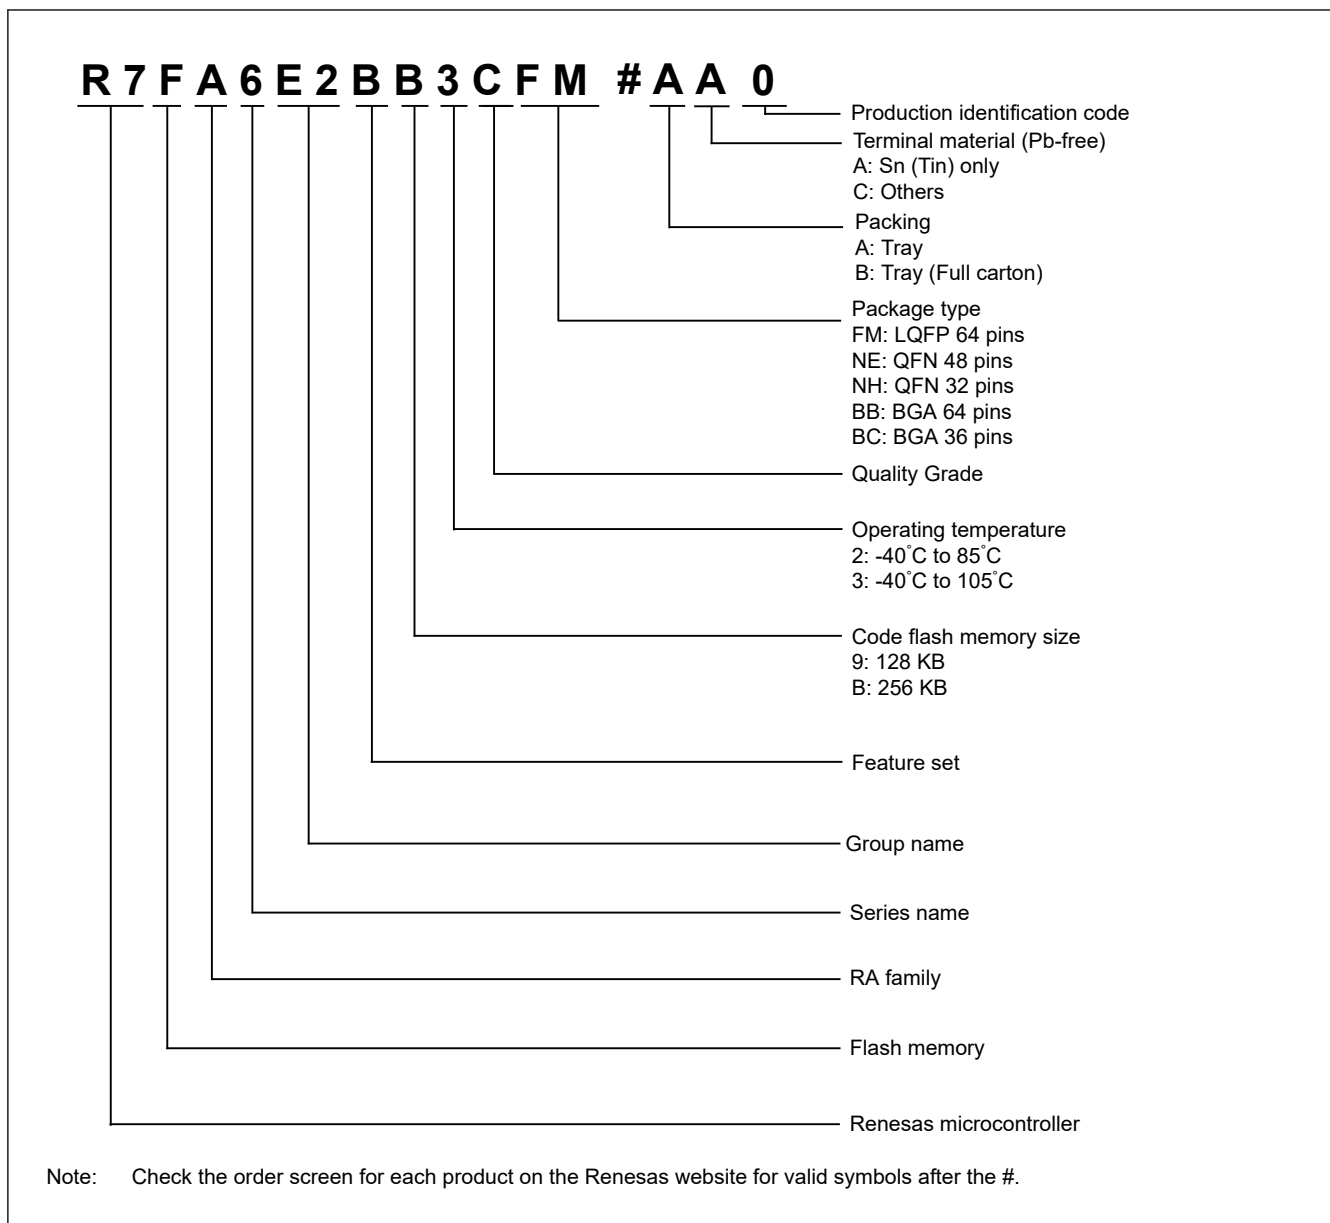 R7FA6E2BB3CFM #AA0
Production identification code
Terminal material (Pb-free)
A: Sn (Tin) only
C: Others
Packing
A: Tray
B: Tray (Full carton)
Package type
FM: LQFP 64 pins
NE: QFN 48 pins
NH: QFN 32 pins
BB: BGA 64 pins
BC: BGA 36 pins
Quality Grade
Operating temperature
2: -40°C to 85°C
3: -40°C to 105°C
Code flash memory size
9: 128 KB
B: 256 KB
Feature set
Group name
Series name
RA family
Flash memory
Renesas microcontroller
Note: Check the order screen for each product on the Renesas website for valid symbols after the #.